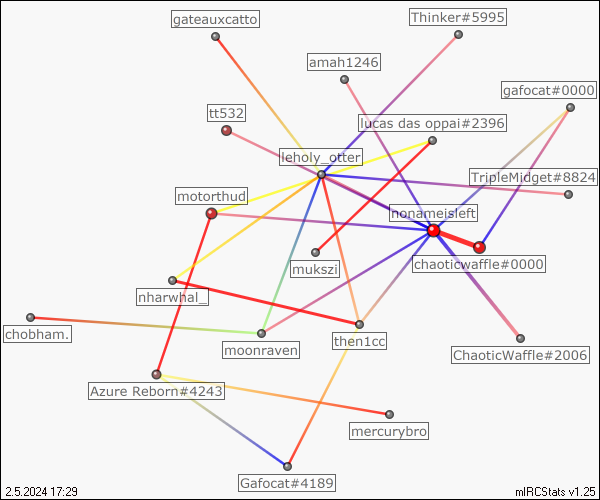 gateauxcatto
Thinker#5995
amah1246
gafocat#0000
tt532
lucas das oppai#2396
leholy_otter
TripleMidget#8824
motorthud
honameisleft
chaoticwaffle#0000
mukszi
nharwhal_
chobham.
moonraven
then1cc
ChaoticWaffle#2006
Azure Reborn#4243
mercurybro
Gafocat#4189
2.5.2024 17:29
mIRCStats v1.25